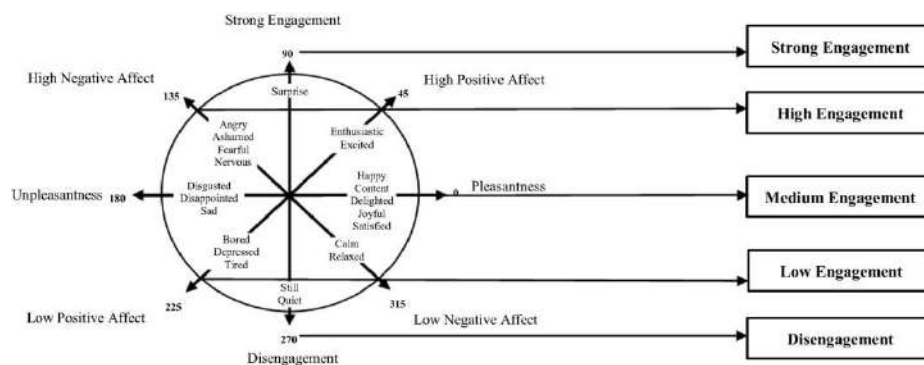 Strong Engagement
90
Strong Engagement
High Negative Affect
High Positive Affect
135
45
Surprise
High Engagement
Angry
Ashamed
Fearful
Nervous
Enthusiastic
Excited
Unpleasantness
180
Disgusted
Disappointed
Sad
Happy
Content
Delighted
Joyful
Satisfied
0
Pleasantness
Medium Engagement
Bored
Depressed
Tired
Calm
Relaxed
Low Engagement
Still
Quiet
225
315
Low Positive Affect
Low Negative Affect
270
Disengagement
Disengagement